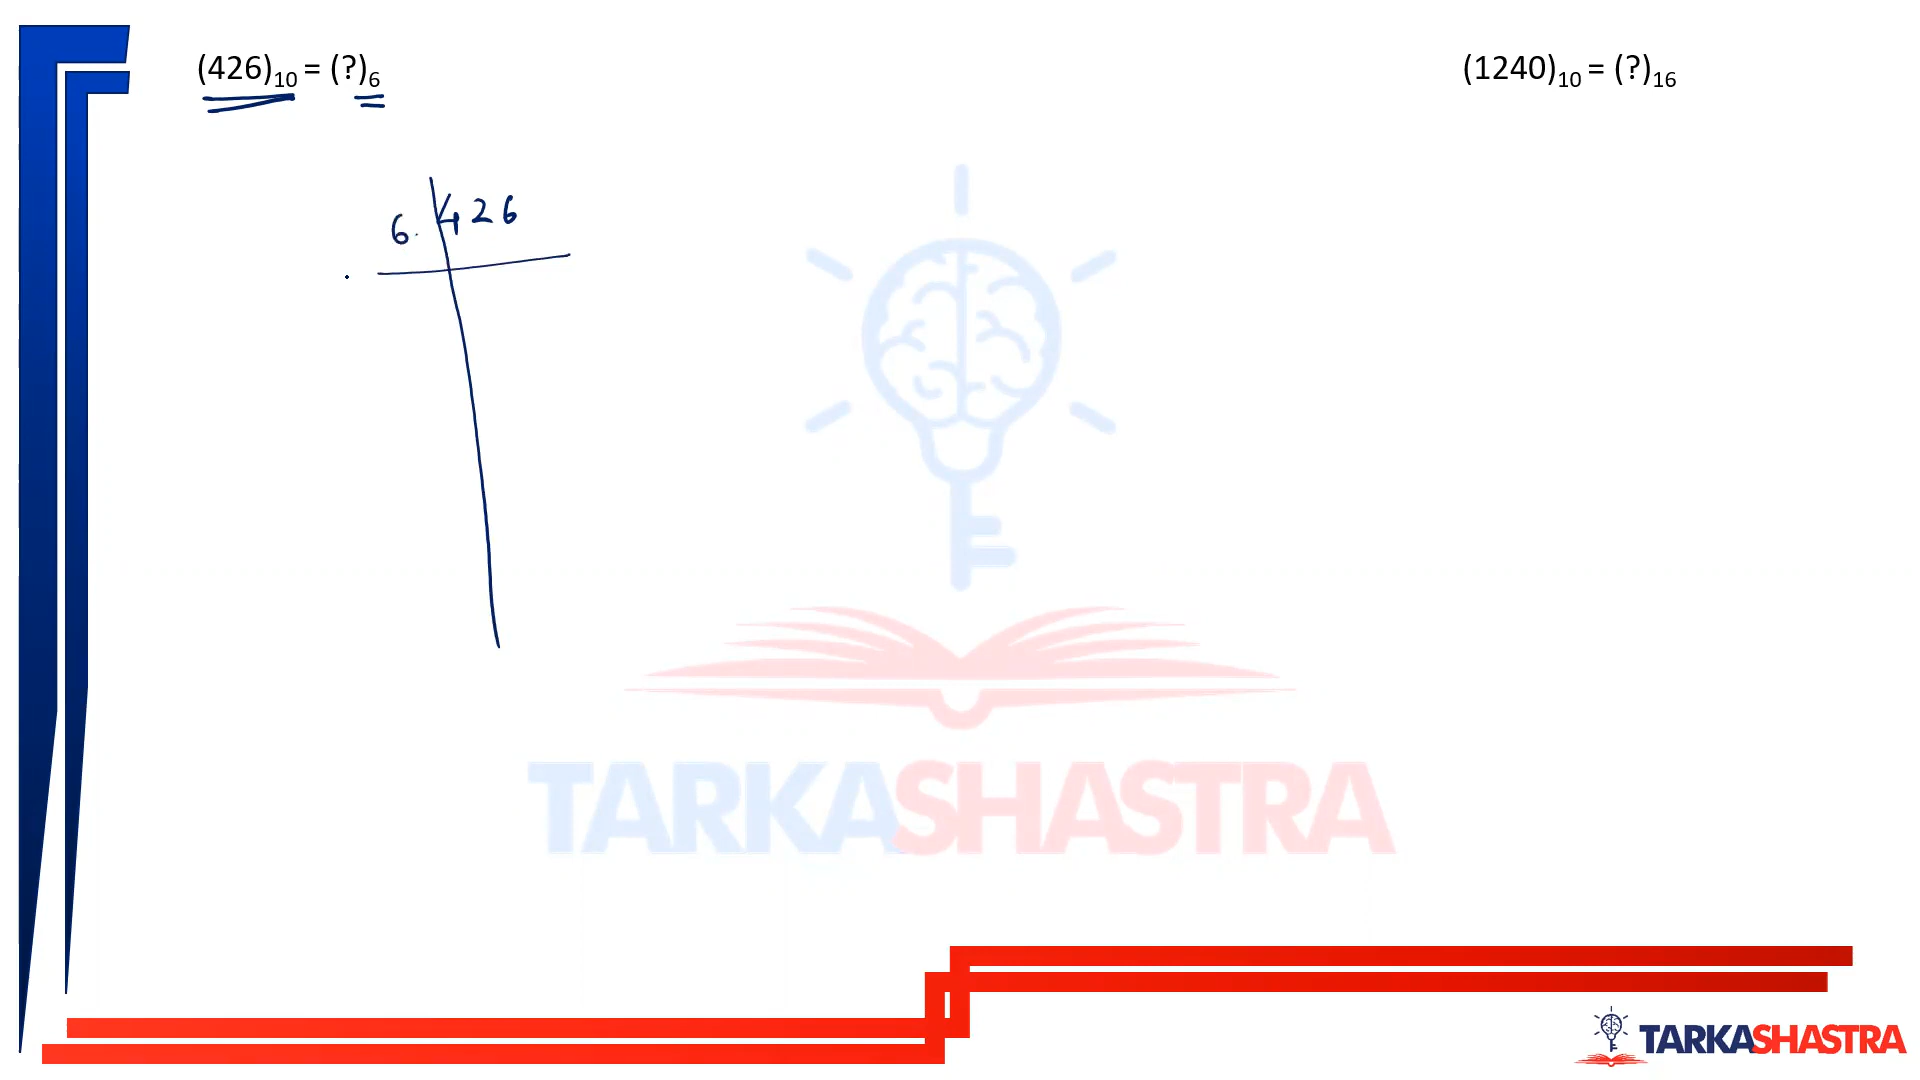 (426)₁₀ = (?)₆
(1240)₁₀ = (?)₁₆
6 426
TARKASHASTRA
TARKASHASTRA